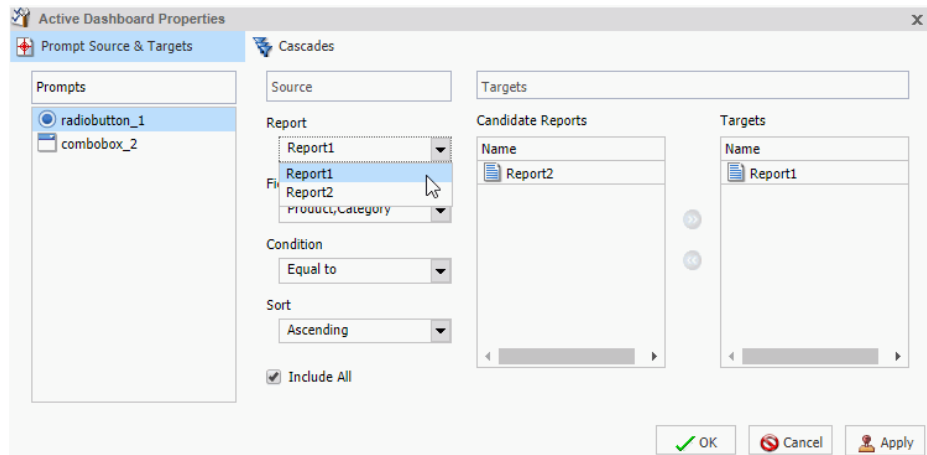 Active Dashboard Properties
x
Prompt Source & Targets
Cascades
Prompts
radiobutton_1
combobox_2
Source
Report
Report1
Report1
Report2
Product,Category
Condition
Equal to
Sort
Ascending
Include All
Targets
Candidate Reports
Name
Report2
Targets
Name
Report1
OK
Cancel
Apply